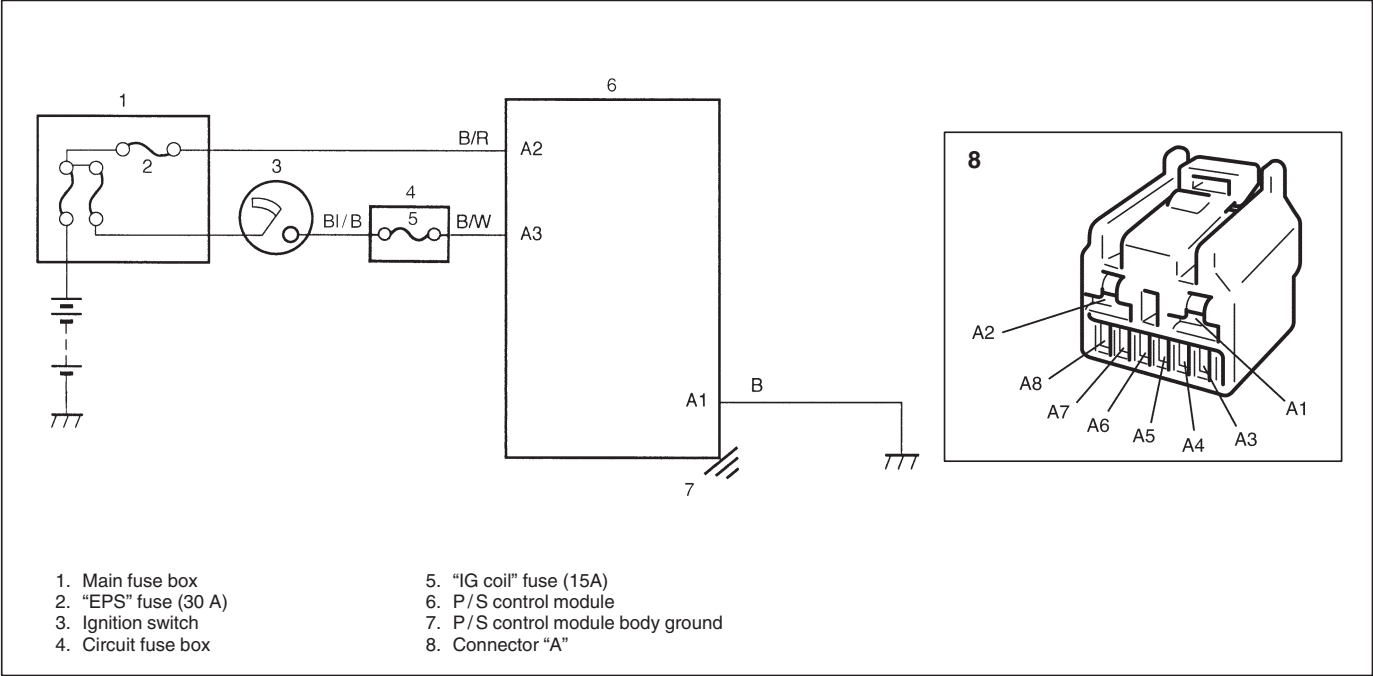 1
2
3
4
5
6
B/R
A2
Bl / B
B/W
A3
A1
B
7
8
A2
A8
A7
A6
A5
A4
A3
A1
1. Main fuse box
2. “EPS” fuse (30 A)
3. Ignition switch
4. Circuit fuse box
5. “IG coil” fuse (15A)
6. P / S control module
7. P / S control module body ground
8. Connector “A”